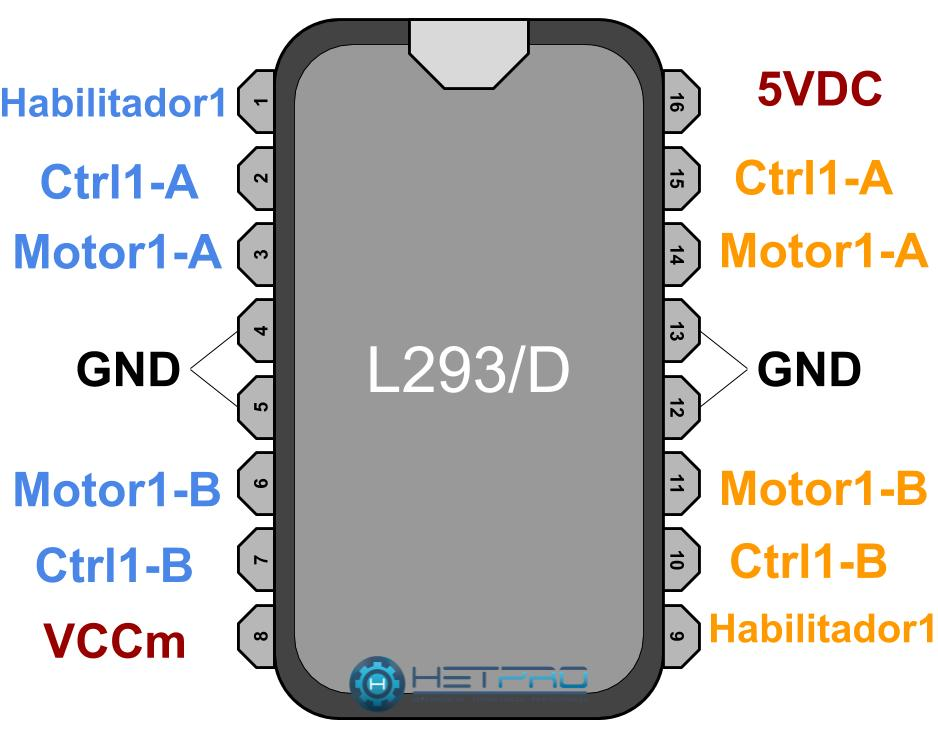 Habilitador1
1
16
5VDC
Ctrl1-A
2
15
Ctrl1-A
Motor1-A
3
14
Motor1-A
4
13
GND
L293/D
GND
5
12
Motor1-B
6
11
Motor1-B
Ctrl1-B
7
10
Ctrl1-B
VCCm
8
9
Habilitador1
H
HETPRO